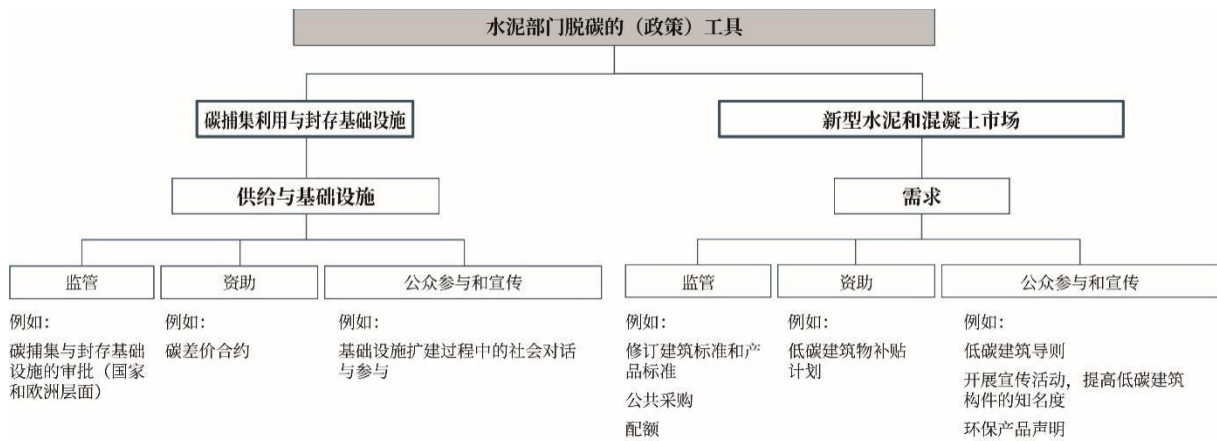 水泥部门脱碳的（政策）工具
碳捕集利用与封存基础设施
新型水泥和混凝土市场
供给与基础设施
需求
监管
资助
公众参与和宣传
监管
资助
公众参与和宣传
例如：
碳捕集与封存基础
设施的审批（国家
和欧洲层面）
例如：
碳差价合约
例如：
基础设施扩建过程中的社会对话
与参与
例如：
修订建筑标准和产
品标准
公共采购
配额
例如：
低碳建筑物补贴
计划
例如：
低碳建筑导则
开展宣传活动，提高低碳建筑
构件的知名度
环保产品声明